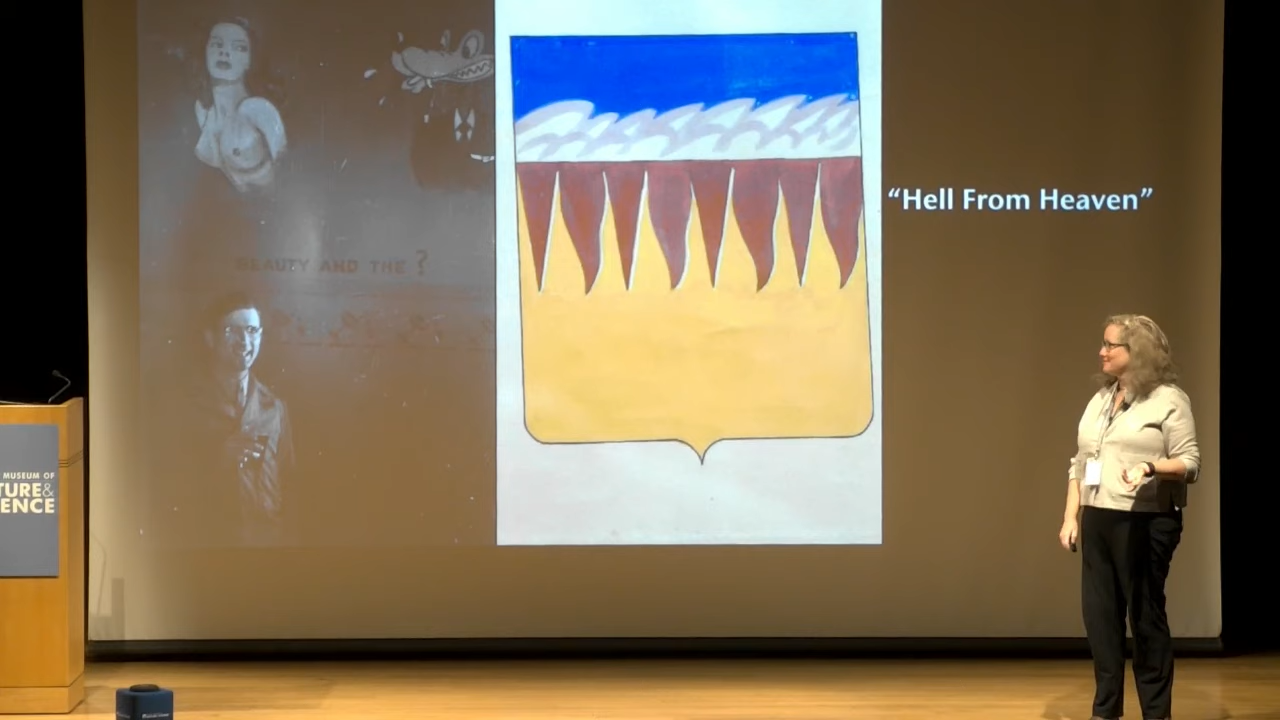 BEAUTY AND THE ?
"Hell From Heaven"
MUSEUM OF
TURE&
ENCE